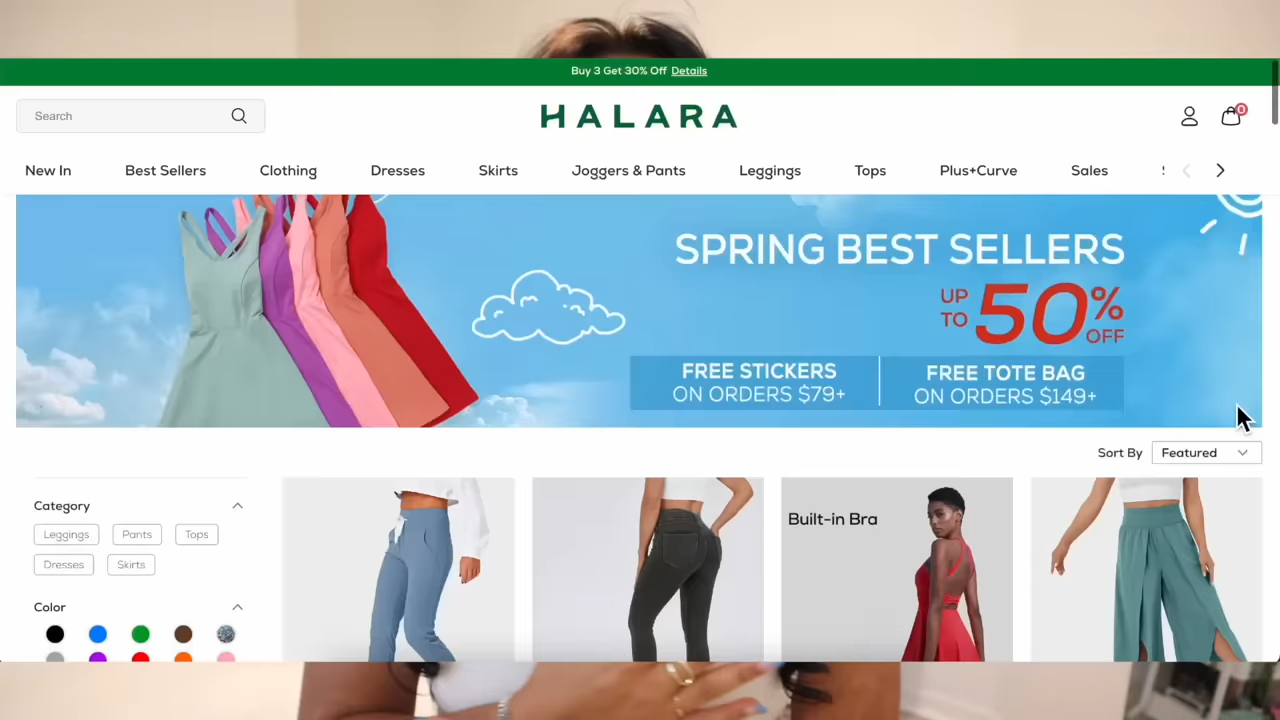 Buy 3 Get 30% Off Details
Search
HALARA
0
New In
Best Sellers
Clothing
Dresses
Skirts
Joggers & Pants
Leggings
Tops
Plus+Curve
Sales
SPRING BEST SELLERS
UP TO 50% OFF
FREE STICKERS
ON ORDERS $79+
FREE TOTE BAG
ON ORDERS $149+
Sort By
Featured
Category
Leggings
Pants
Tops
Dresses
Skirts
Color
Built-in Bra